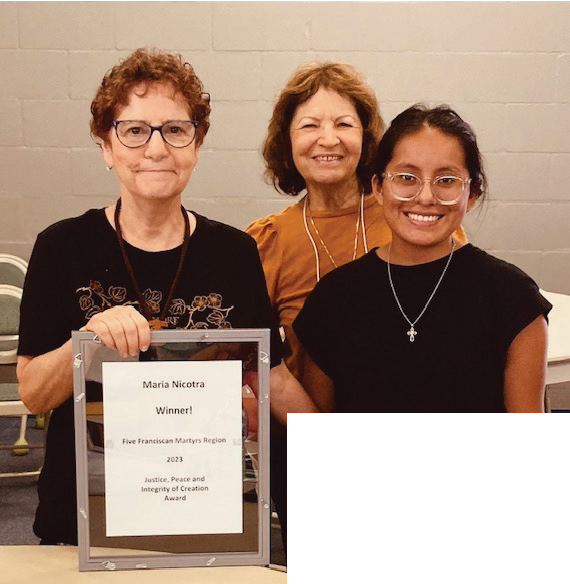 Maria Nicotra
Winner!
Five Franciscan Martyrs Region
2023
Justice, Peace and
Integrity of Creation
Award